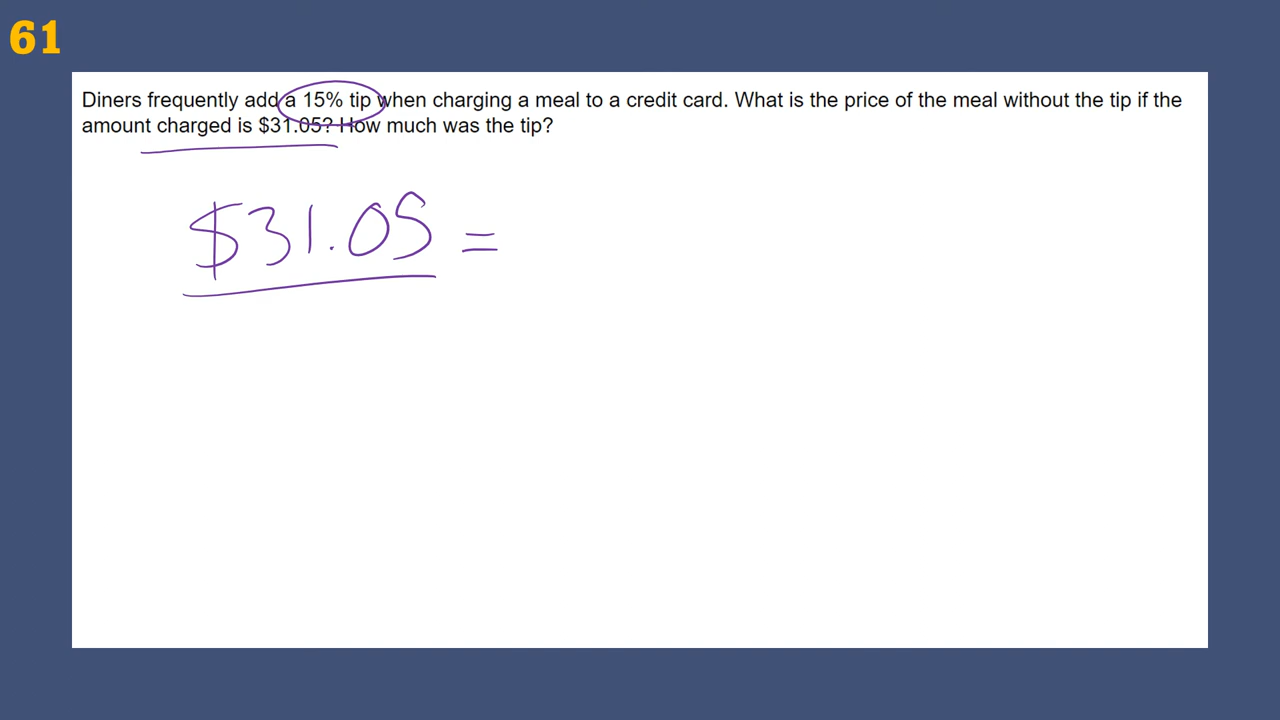 61
Diners frequently add a 15% tip when charging a meal to a credit card. What is the price of the meal without the tip if the
amount charged is $31.05? How much was the tip?
$31.05 =